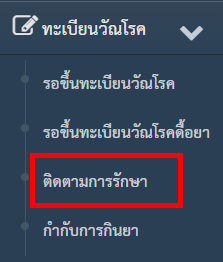 ทะเบียนวัณโรค
รอขึ้นทะเบียนวัณโรค
รอขึ้นทะเบียนวัณโรคดื้อยา
ติดตามการรักษา
กำกับการกินยา